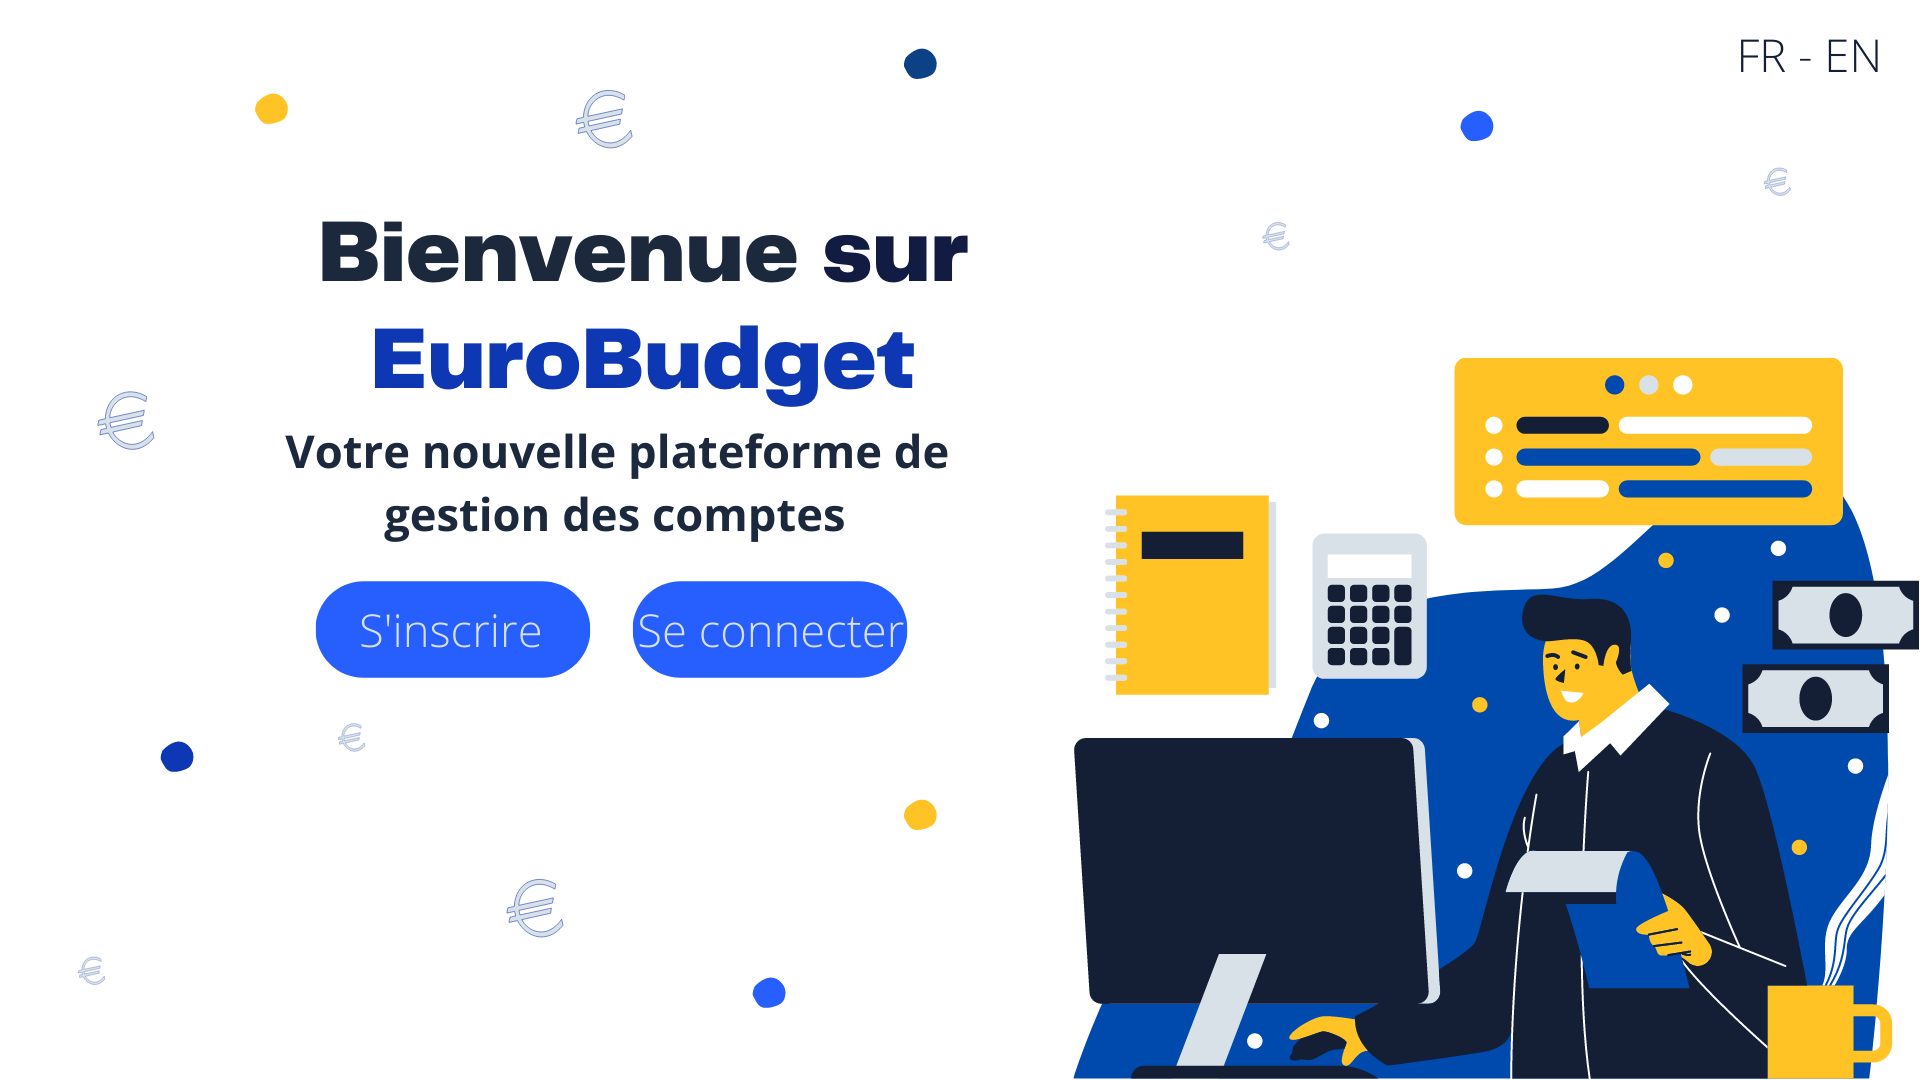 FR - EN
Bienvenue sur
EuroBudget
Votre nouvelle plateforme de
gestion des comptes
S'inscrire
Se connecter
€
€
€
€
€
€
€